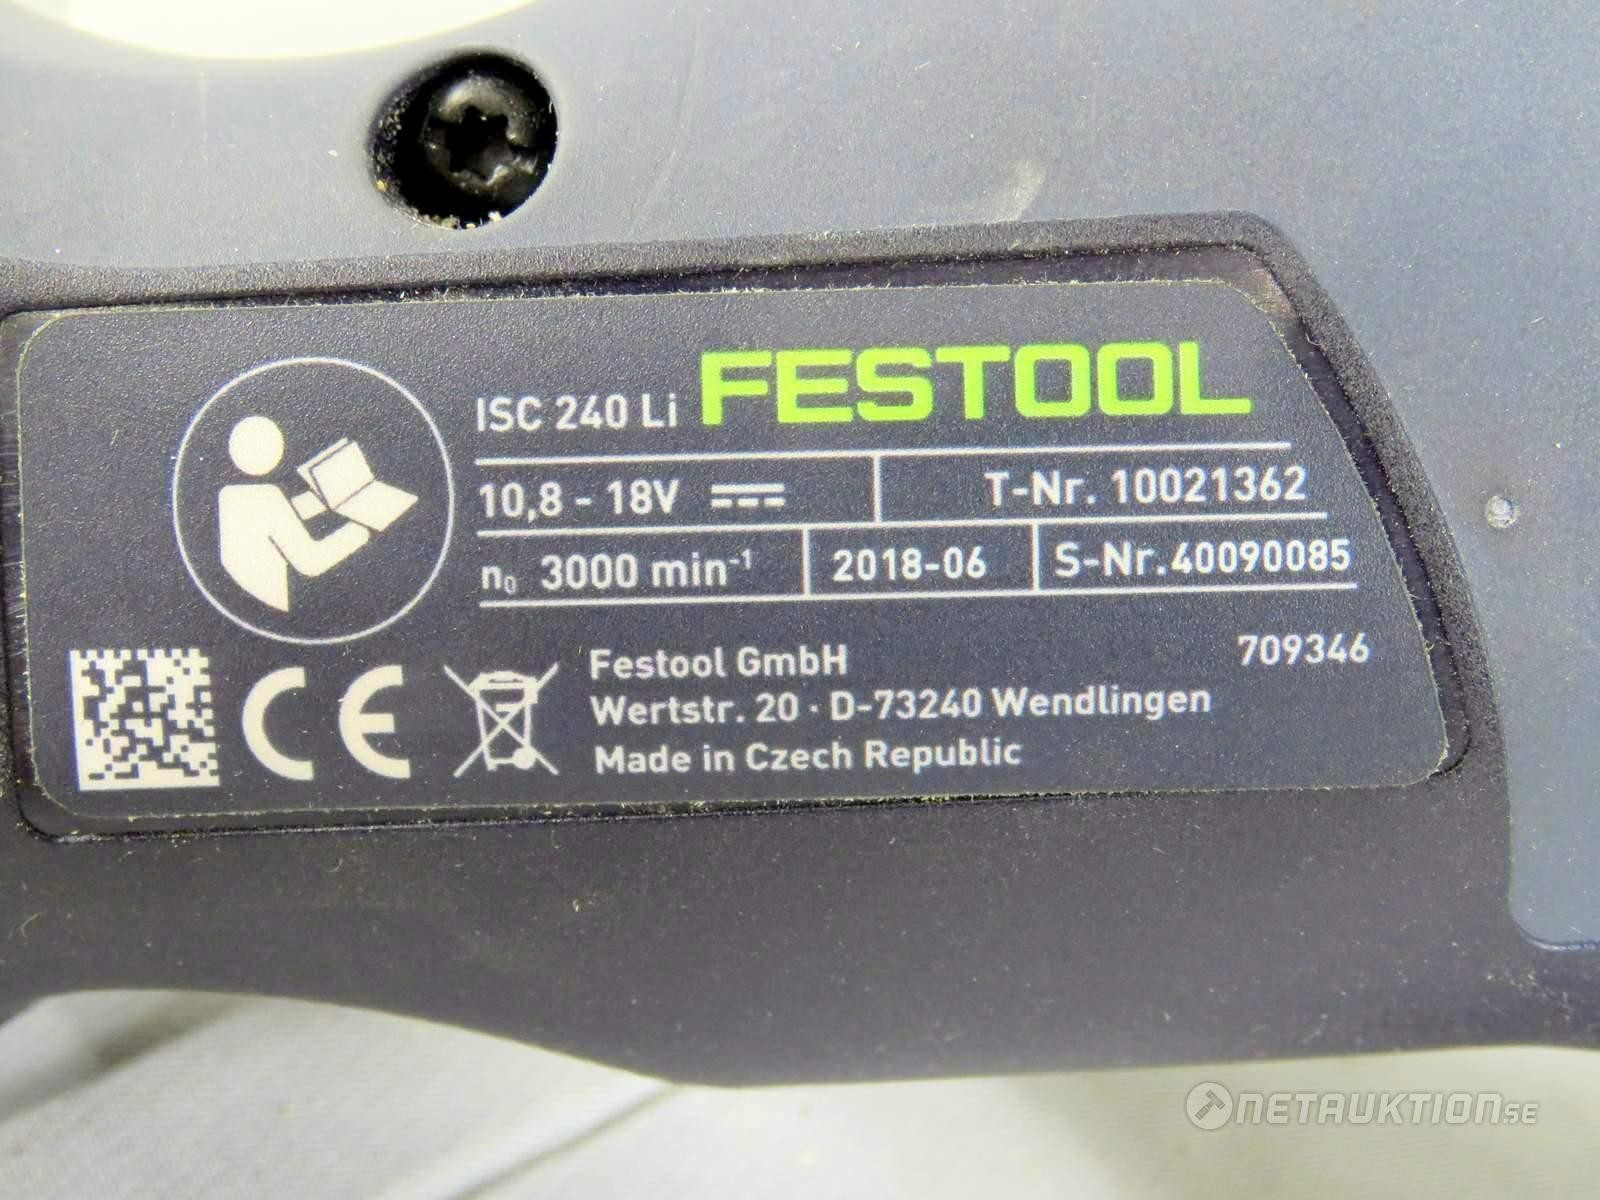 ISC 240 Li FESTOOL
10,8 - 18V T-Nr. 10021362
n₀ 3000 min⁻¹ 2018-06 S-Nr.40090085
709346
Festool GmbH
Wertstr. 20 · D-73240 Wendlingen
Made in Czech Republic
CE
NETAUKTION.SE